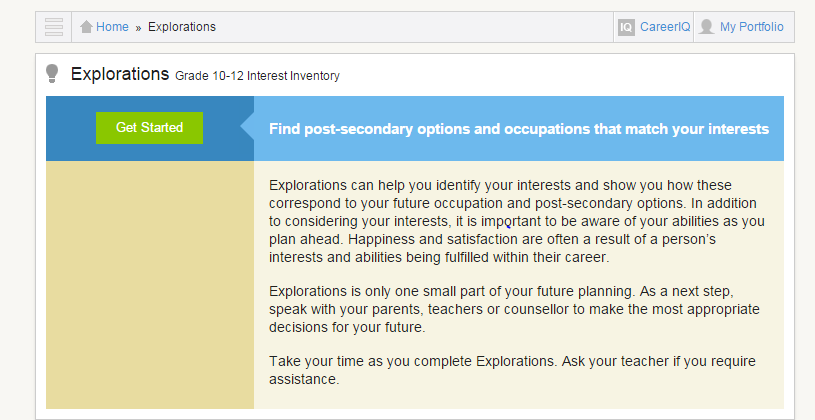 Home » Explorations
IQ CareerIQ My Portfolio
Explorations Grade 10-12 Interest Inventory
Get Started
Find post-secondary options and occupations that match your interests
Explorations can help you identify your interests and show you how these
correspond to your future occupation and post-secondary options. In addition
to considering your interests, it is important to be aware of your abilities as you
plan ahead. Happiness and satisfaction are often a result of a person's
interests and abilities being fulfilled within their career.
Explorations is only one small part of your future planning. As a next step,
speak with your parents, teachers or counsellor to make the most appropriate
decisions for your future.
Take your time as you complete Explorations. Ask your teacher if you require
assistance.